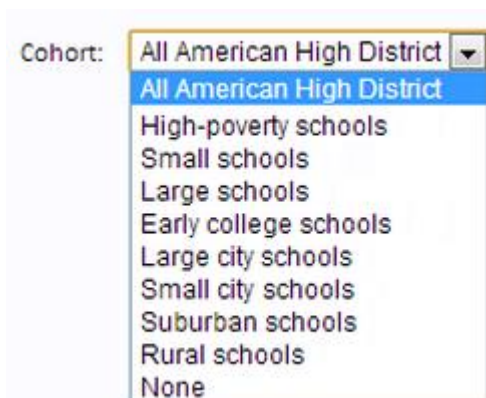 Cohort: All American High District
All American High District
High-poverty schools
Small schools
Large schools
Early college schools
Large city schools
Small city schools
Suburban schools
Rural schools
None